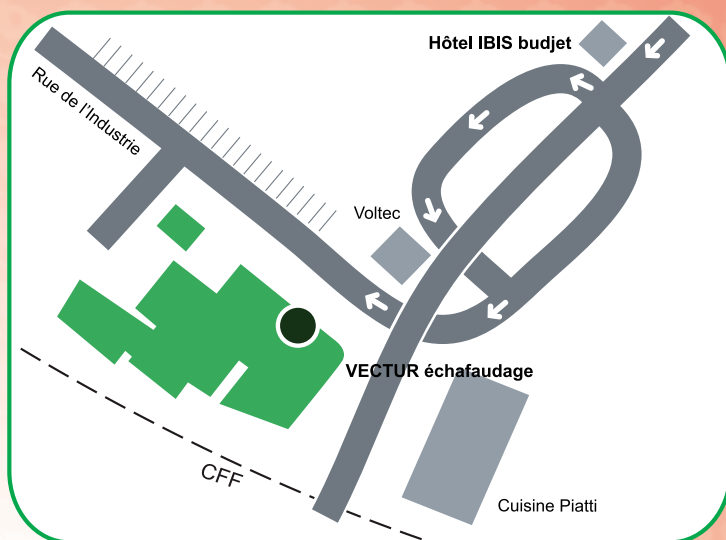 Hôtel IBIS budjet
Rue de l'Industrie
Voltec
VECTUR échafaudage
CFF
Cuisine Piatti